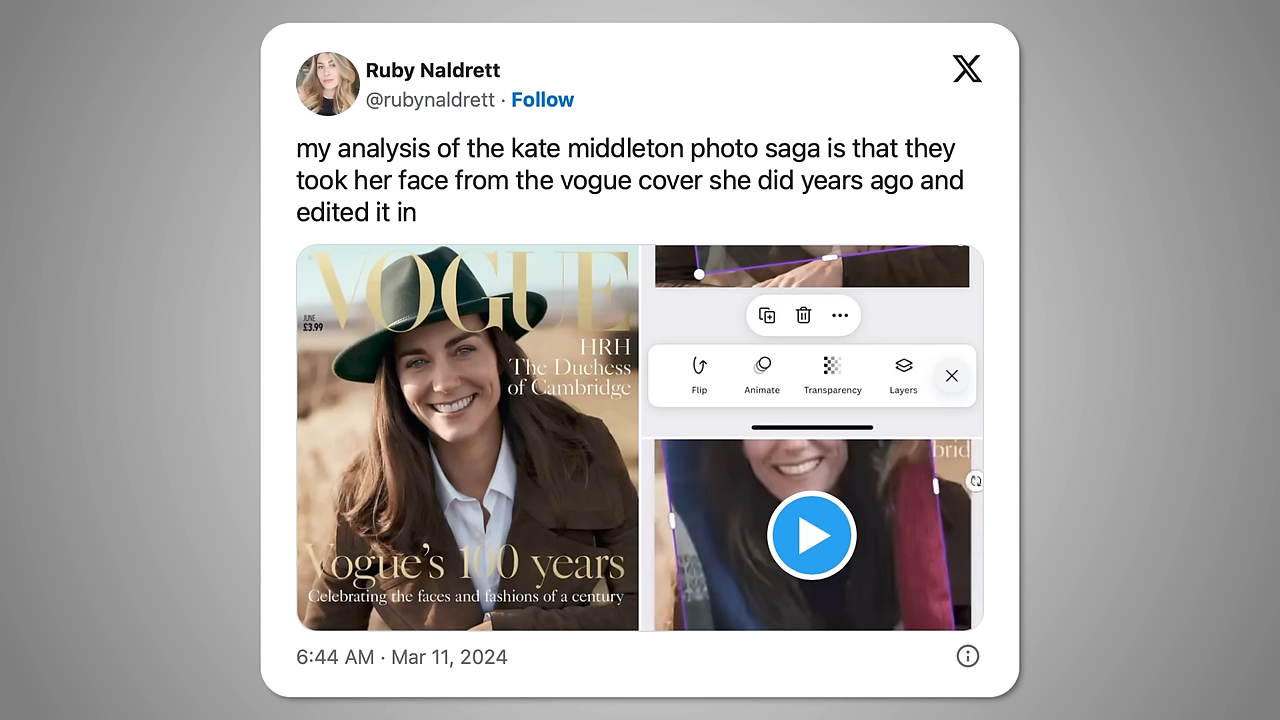 Ruby Naldrett
@rubynaldrett · Follow
my analysis of the kate middleton photo saga is that they
took her face from the vogue cover she did years ago and
edited it in
VOGUE
JUNE
£3.99
HRH
The Duchess
of Cambridge
Vogue's 100 years
Celebrating the faces and fashions of a century
Flip
Animate
Transparency
Layers
brid
6:44 AM · Mar 11, 2024